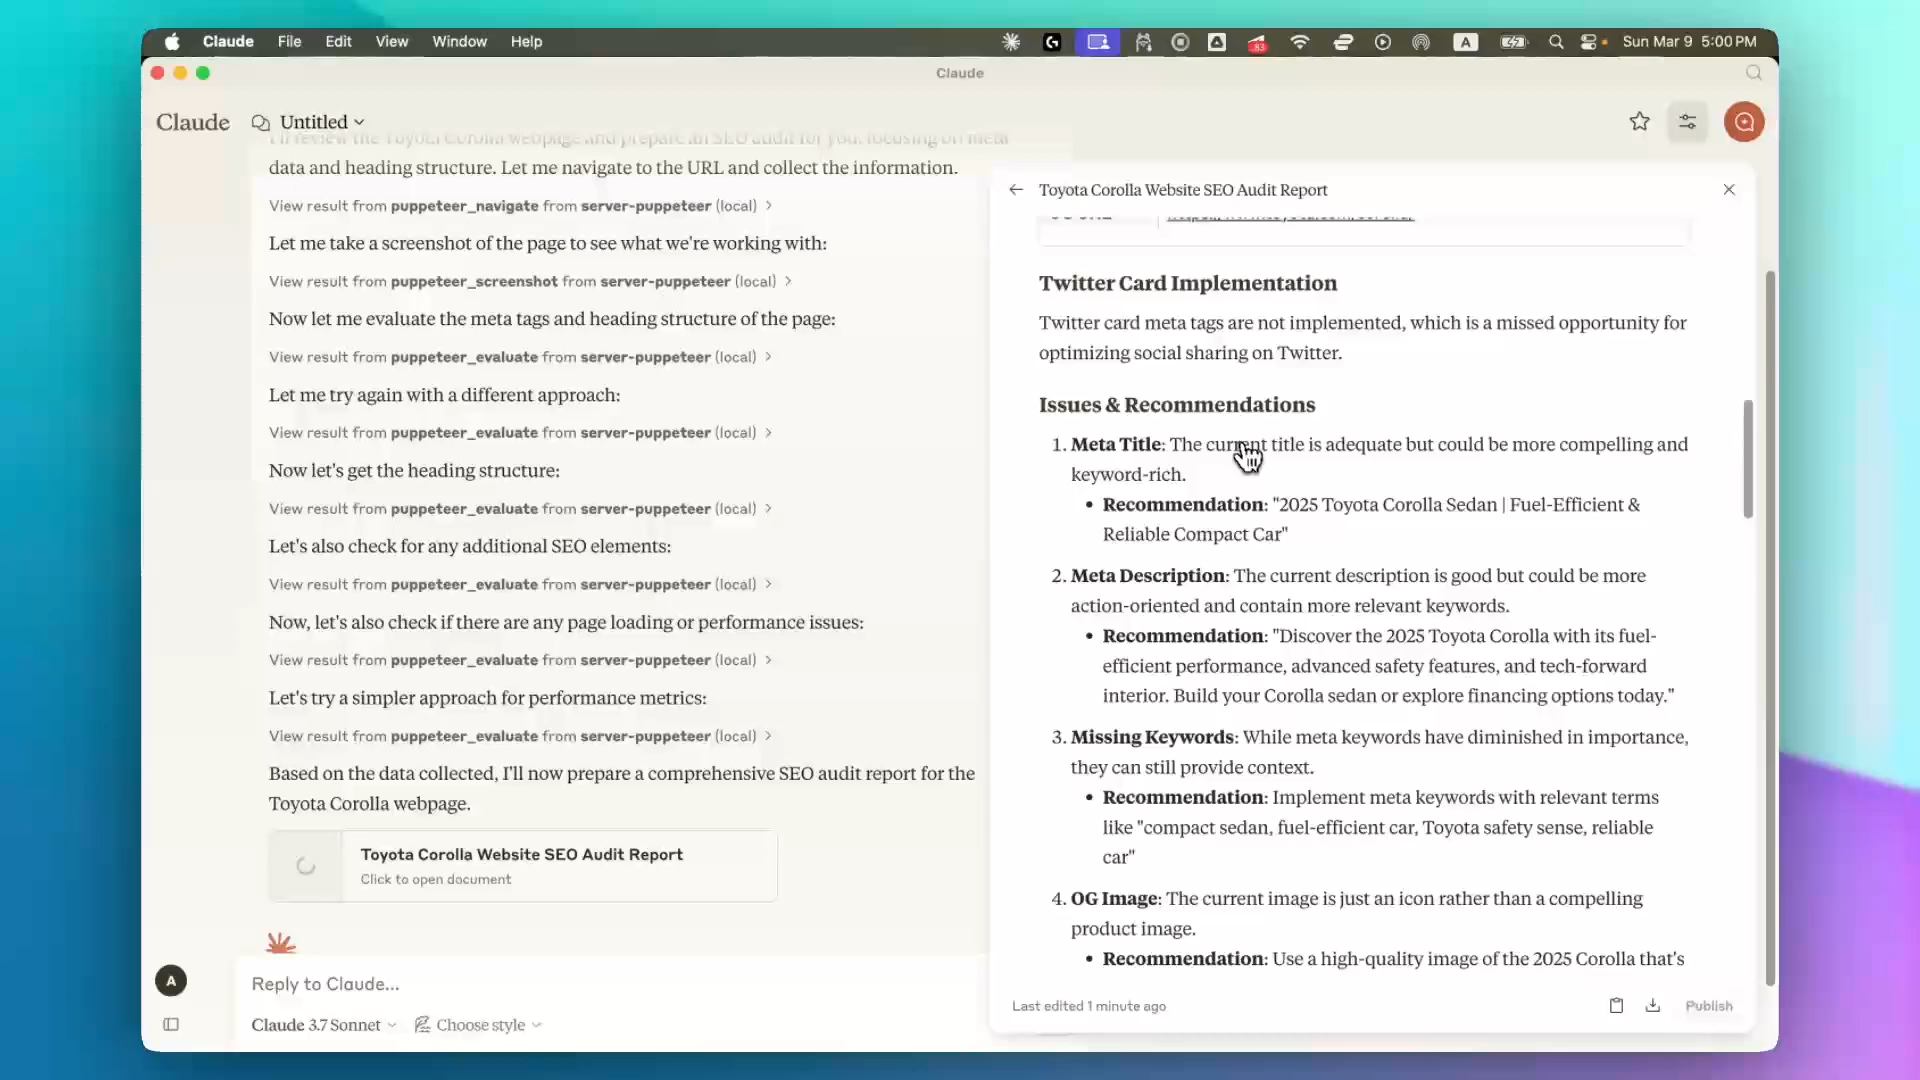 Claude File Edit View Window Help
83
A
Sun Mar 9 5:00 PM
Claude
Claude
Untitled
I'll review the Toyota Corolla webpage and prepare an SEO audit for you, focusing on meta
data and heading structure. Let me navigate to the URL and collect the information.
View result from puppeteer_navigate from server-puppeteer (local)
Let me take a screenshot of the page to see what we're working with:
View result from puppeteer_screenshot from server-puppeteer (local)
Now let me evaluate the meta tags and heading structure of the page:
View result from puppeteer_evaluate from server-puppeteer (local)
Let me try again with a different approach:
View result from puppeteer_evaluate from server-puppeteer (local)
Now let's get the heading structure:
View result from puppeteer_evaluate from server-puppeteer (local)
Let's also check for any additional SEO elements:
View result from puppeteer_evaluate from server-puppeteer (local)
Now, let's also check if there are any page loading or performance issues:
View result from puppeteer_evaluate from server-puppeteer (local)
Let's try a simpler approach for performance metrics:
View result from puppeteer_evaluate from server-puppeteer (local)
Based on the data collected, I'll now prepare a comprehensive SEO audit report for the
Toyota Corolla webpage.
Toyota Corolla Website SEO Audit Report
Click to open document
A
Reply to Claude...
Claude 3.7 Sonnet
Choose style
Toyota Corolla Website SEO Audit Report
Twitter Card Implementation
Twitter card meta tags are not implemented, which is a missed opportunity for
optimizing social sharing on Twitter.
Issues & Recommendations
1. Meta Title: The current title is adequate but could be more compelling and
keyword-rich.
• Recommendation: "2025 Toyota Corolla Sedan | Fuel-Efficient &
Reliable Compact Car"
2. Meta Description: The current description is good but could be more
action-oriented and contain more relevant keywords.
• Recommendation: "Discover the 2025 Toyota Corolla with its fuel-
efficient performance, advanced safety features, and tech-forward
interior. Build your Corolla sedan or explore financing options today."
3. Missing Keywords: While meta keywords have diminished in importance,
they can still provide context.
• Recommendation: Implement meta keywords with relevant terms
like "compact sedan, fuel-efficient car, Toyota safety sense, reliable
car"
4. OG Image: The current image is just an icon rather than a compelling
product image.
• Recommendation: Use a high-quality image of the 2025 Corolla that's
Last edited 1 minute ago
Publish